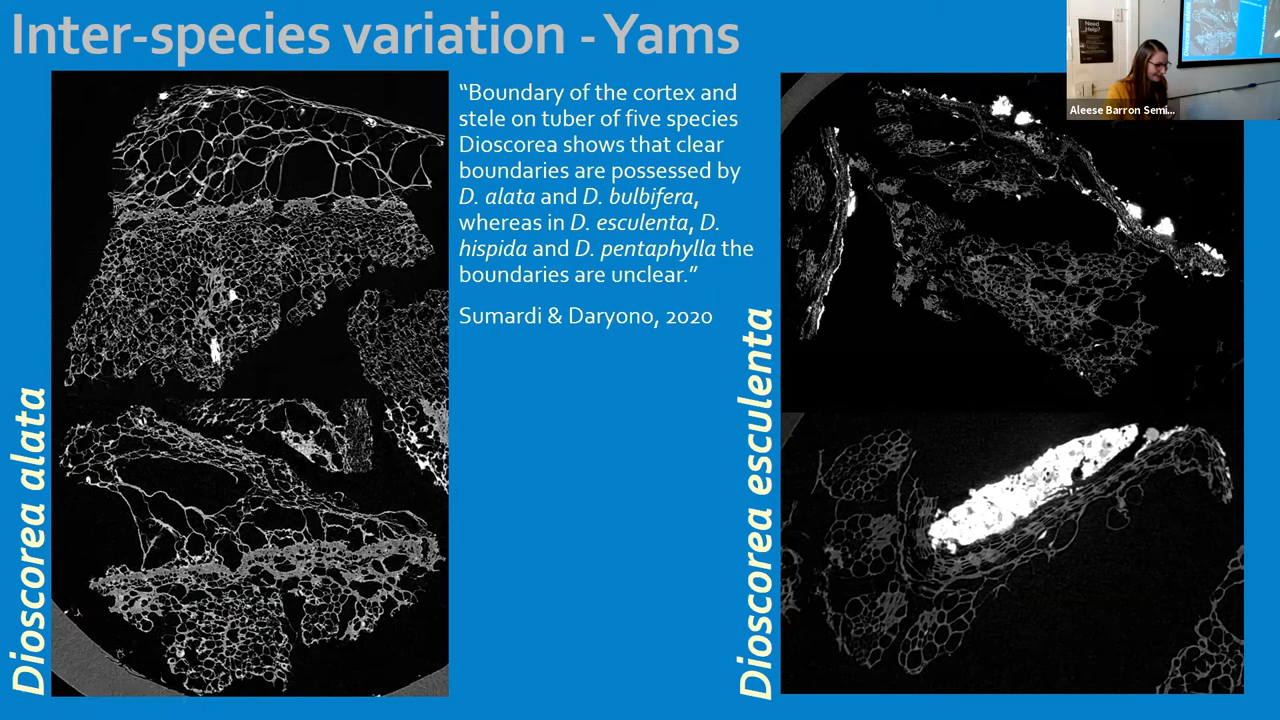 Inter-species variation - Yams
"Boundary of the cortex and
stele on tuber of five species
Dioscorea shows that clear
boundaries are possessed by
D. alata and D. bulbifera,
whereas in D. esculenta, D.
hispida and D. pentaphylla the
boundaries are unclear."
Sumardi & Daryono, 2020
Dioscorea alata
Dioscorea esculenta
Need
Help?
Aleese Barron Semi...